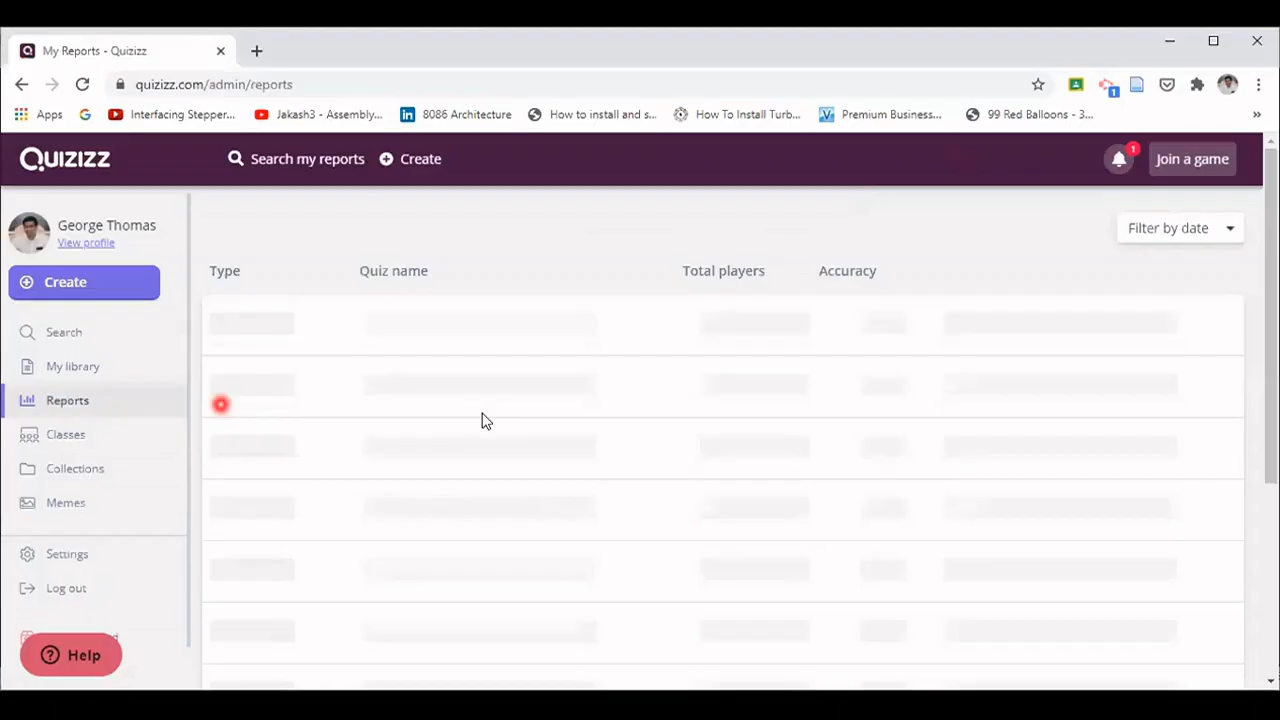 My Reports - Quizizz
quizizz.com/admin/reports
1
Apps
Interfacing Stepper...
Jakash3 - Assembly...
8086 Architecture
How to install and s...
How To Install Turb...
Premium Business...
99 Red Balloons - 3...
Quizizz
Search my reports
Create
1
Join a game
George Thomas
View profile
Filter by date
Type
Quiz name
Total players
Accuracy
Create
Search
My library
Reports
Classes
Collections
Memes
Settings
Log out
Help